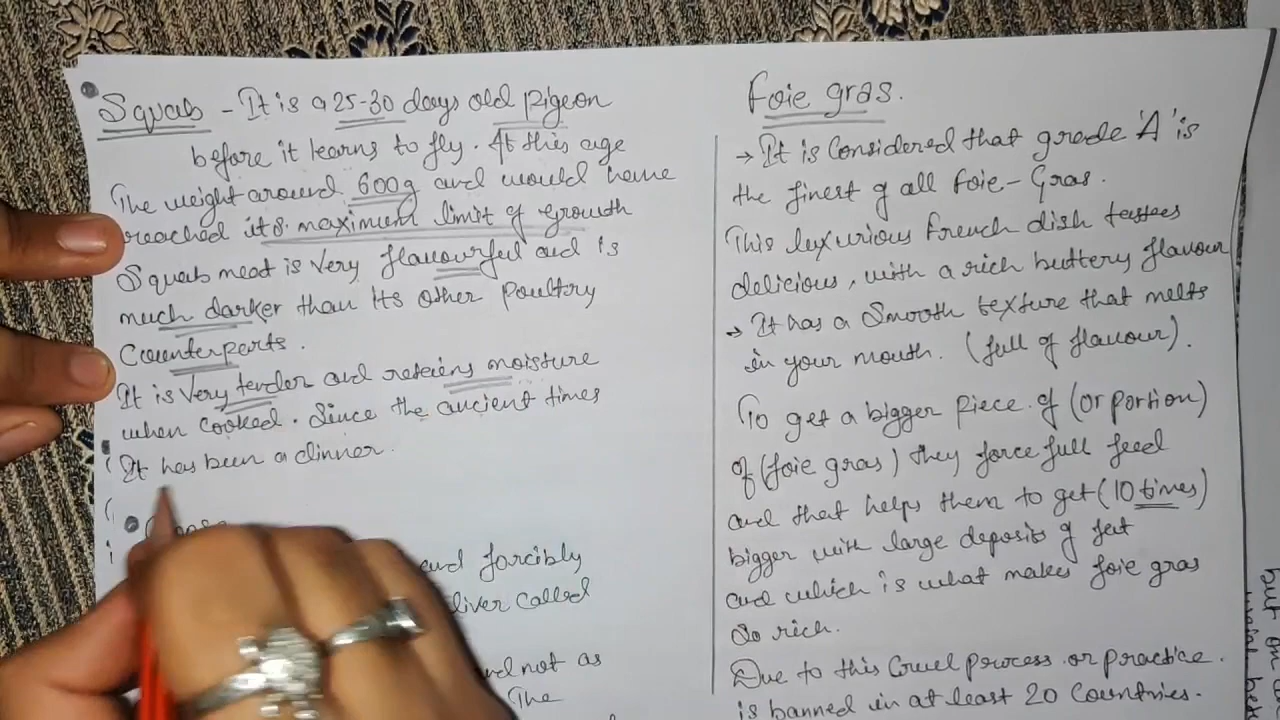 Squab - It is a 25-30 days old pigeon
before it learns to fly. At this age
The weight around 600g and would have
reached its maximum limit of growth
Squab meat is very flavourful and is
much darker than its other poultry
Counterparts.
It is very tender and retains moisture
when cooked. Since the ancient times
It has been a dinner.
and forcibly
liver called
and not as
The
Foie gras.
→ It is considered that grade 'A' is
the finest of all foie-Gras.
This luxurious french dish tastes
delicious, with a rich buttery flavour
→ It has a smooth texture that melts
in your mouth. (full of flavour).
To get a bigger piece of (or portion)
of (foie gras) they force full feed
and that helps them to get (10 times)
bigger with large deposits of fat
and which is what makes foie gras
so rich.
Due to this Cruel process or practice.
is banned in at least 20 Countries.
but on